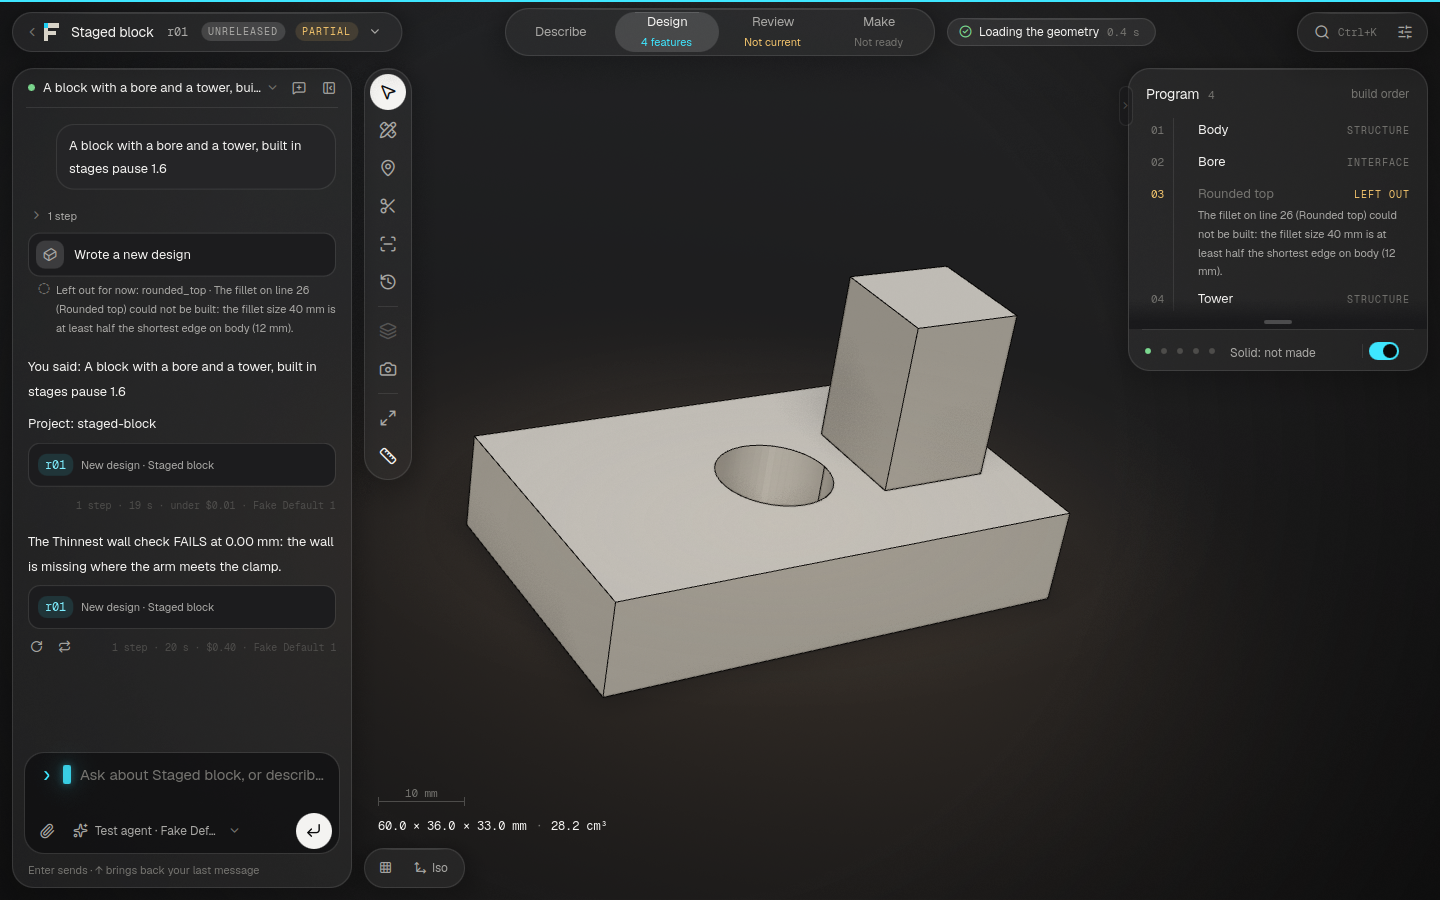 Staged block r01 UNRELEASED PARTIAL
Describe
Design
4 features
Review
Not current
Make
Not ready
Loading the geometry 0.4 s
Ctrl+K
A block with a bore and a tower, bui...
A block with a bore and a tower, built in
stages pause 1.6
1 step
Wrote a new design
Left out for now: rounded_top · The fillet on line 26
(Rounded top) could not be built: the fillet size 40 mm is
at least half the shortest edge on body (12 mm).
You said: A block with a bore and a tower, built in
stages pause 1.6
Project: staged-block
r01 New design · Staged block
1 step · 19 s · under $0.01 · Fake Default 1
The Thinnest wall check FAILS at 0.00 mm: the wall
is missing where the arm meets the clamp.
r01 New design · Staged block
1 step · 20 s · $0.40 · Fake Default 1
Ask about Staged block, or describ...
Test agent · Fake Def...
Enter sends · ↑ brings back your last message
Program 4 build order
01 Body STRUCTURE
02 Bore INTERFACE
03 Rounded top LEFT OUT
The fillet on line 26 (Rounded top) could
not be built: the fillet size 40 mm is at
least half the shortest edge on body (12
mm).
04 Tower STRUCTURE
Solid: not made
10 mm
60.0 × 36.0 × 33.0 mm · 28.2 cm³
Iso